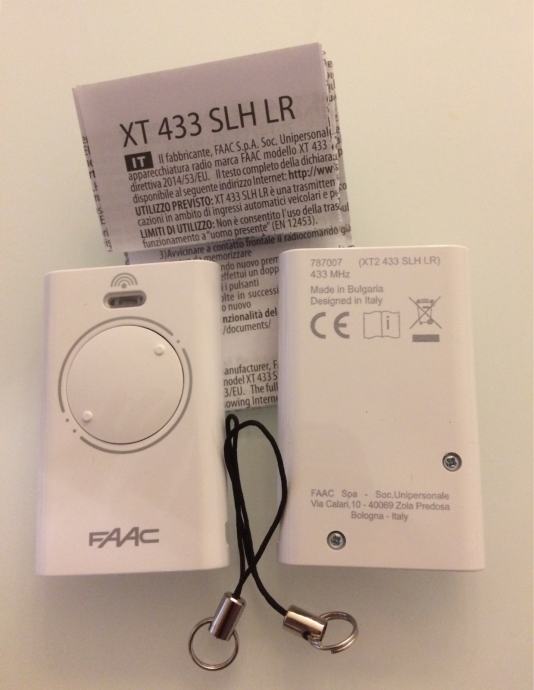 XT 433 SLH LR
IT Il fabbricante, FAAC S.p.A. Soc. Unipersonale
apparecchiatura radio marca FAAC modello XT 433
direttiva 2014/53/EU. Il testo completo della dichiara
disponibile al seguente indirizzo Internet: http://ww
UTILIZZO PREVISTO: XT 433 SLH LR è una trasmitten
cazioni in ambito di ingressi automatici veicolari e
LIMITI DI UTILIZZO: Non è consentito l'uso della
funzionamento a "uomo presente" (EN 12453).
3)Avvicinare a contatto frontale il radiocomando
da memorizzare
ndo nuovo
effettui un dopp
i pulsanti
olte in successi
o nuovo
nzionalità del
/documents/
anufacturer,
nodel XT 433 S
3/EU. The full
owing Interne
FAAC
787007 (XT2 433 SLH LR)
433 MHz
Made in Bulgaria
Designed in Italy
CE i
FAAC Spa - Soc.Unipersonale
Via Calari,10 - 40069 Zola Predosa
Bologna - Italy